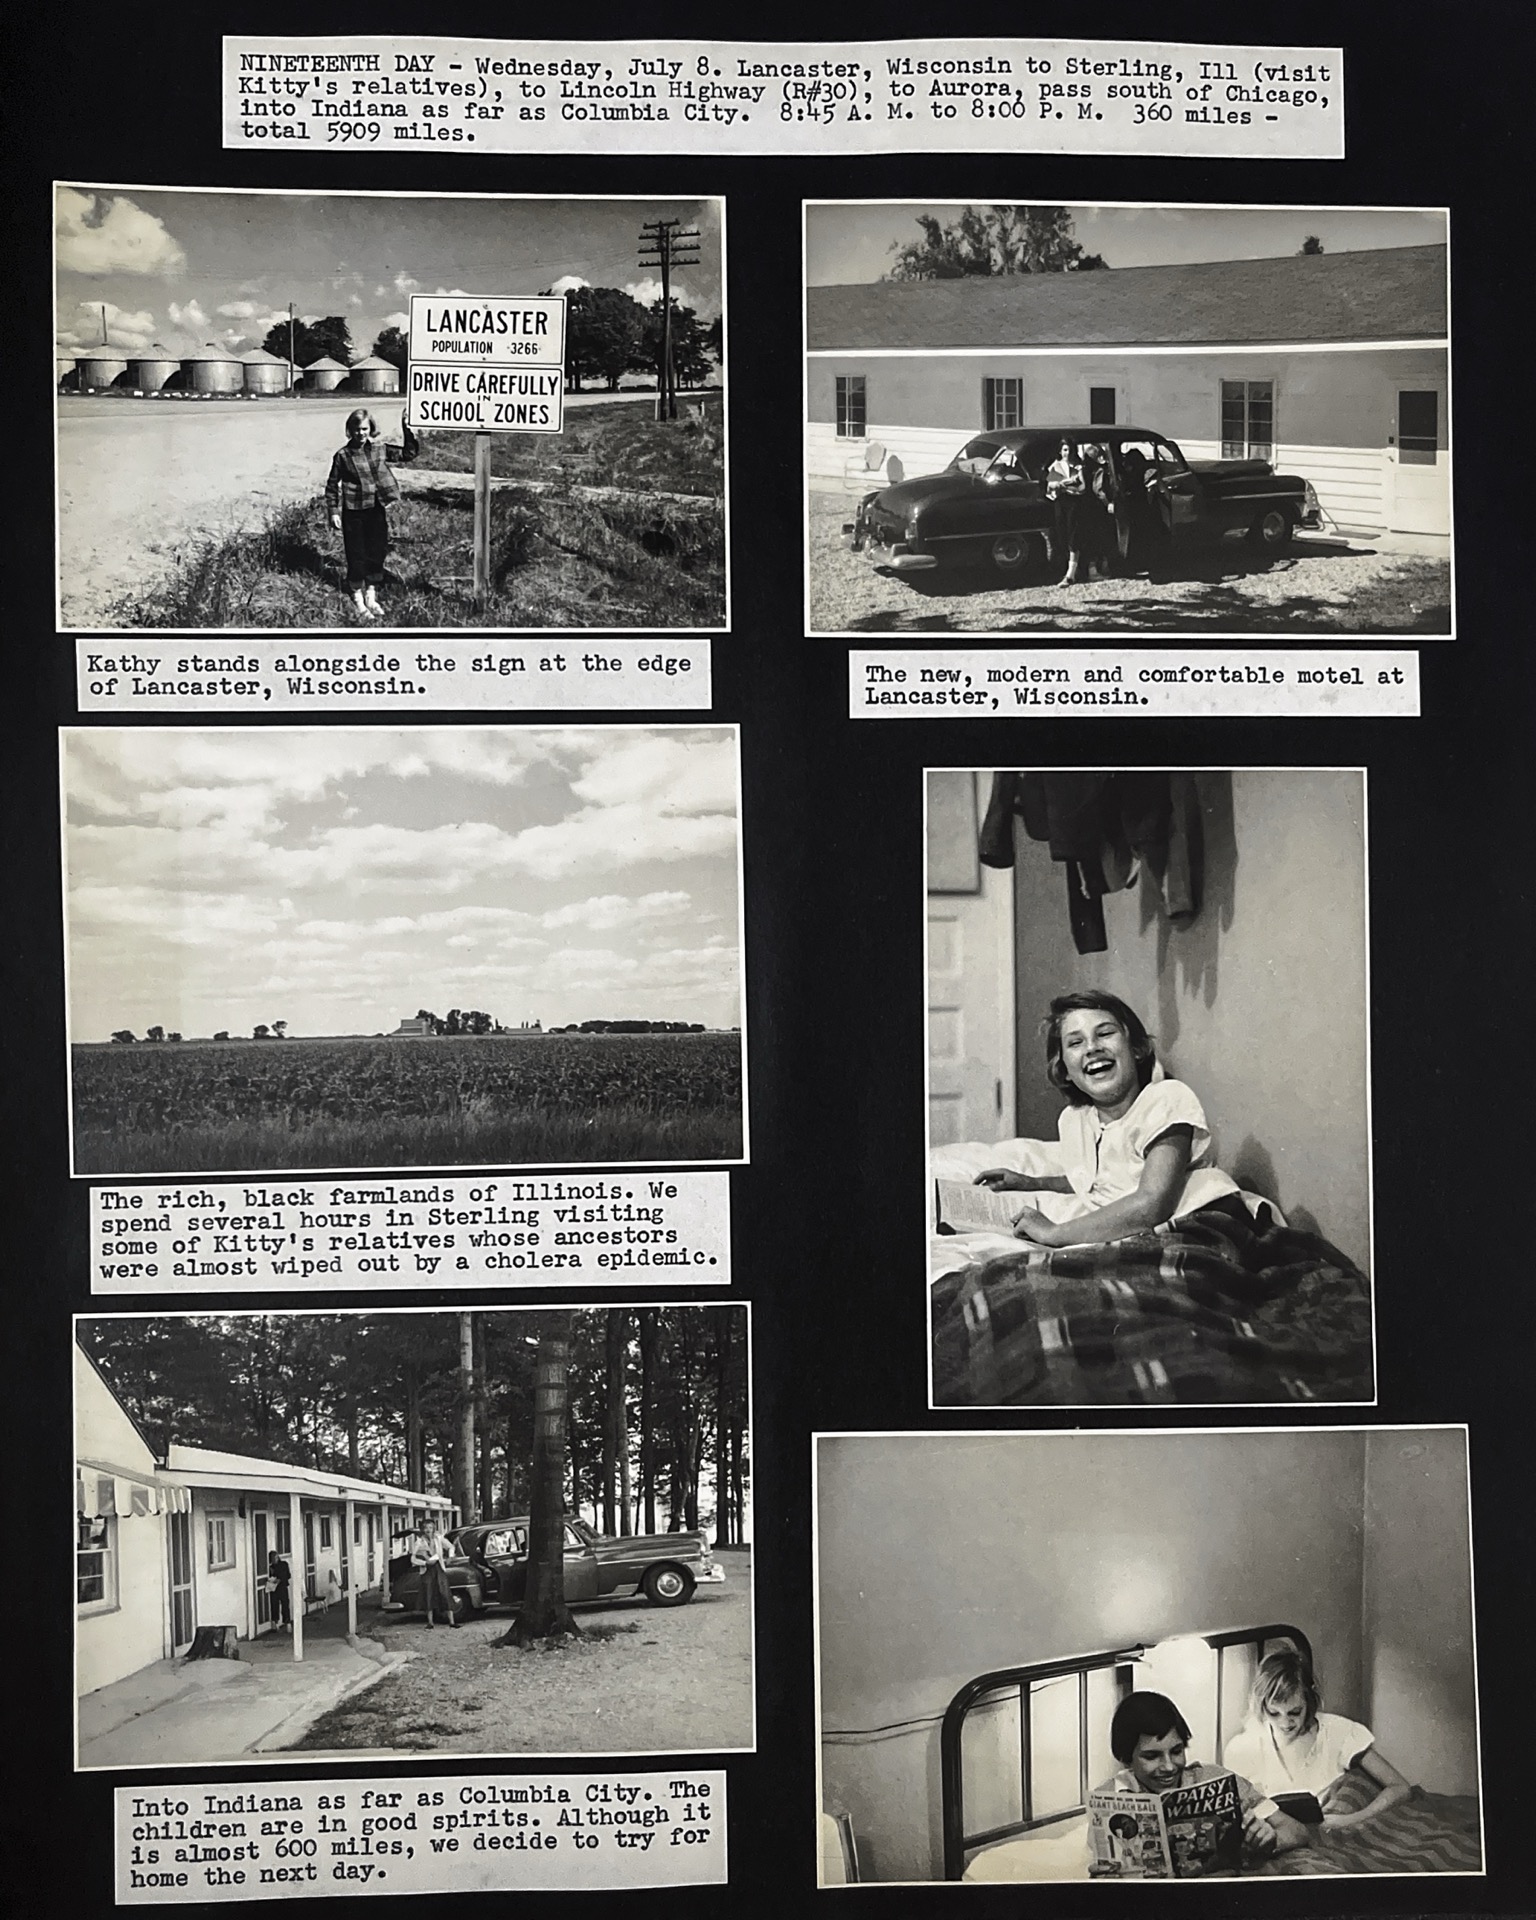 NINETEENTH DAY - Wednesday, July 8. Lancaster, Wisconsin to Sterling, Ill (visit
Kitty's relatives), to Lincoln Highway (R#30), to Aurora, pass south of Chicago,
into Indiana as far as Columbia City. 8:45 A. M. to 8:00 P. M. 360 miles -
total 5909 miles.
LANCASTER
POPULATION 3266
DRIVE CAREFULLY
IN
SCHOOL ZONES
Kathy stands alongside the sign at the edge
of Lancaster, Wisconsin.
The new, modern and comfortable motel at
Lancaster, Wisconsin.
The rich, black farmlands of Illinois. We
spend several hours in Sterling visiting
some of Kitty's relatives whose ancestors
were almost wiped out by a cholera epidemic.
Into Indiana as far as Columbia City. The
children are in good spirits. Although it
is almost 600 miles, we decide to try for
home the next day.
GIANT BEACH BALL
PATSY
WALKER